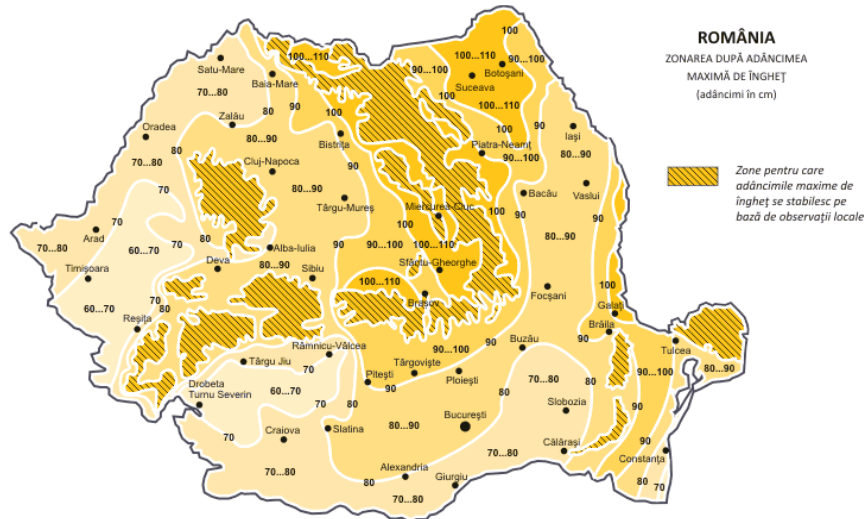 ROMÂNIA
ZONAREA DUPĂ ADÂNCIMEA
MAXIMĂ DE ÎNGHEȚ
(adâncimi în cm)
Zone pentru care
adâncimile maxime de
îngheț se stabilesc pe
bază de observații locale
100
100...110
100...110
90...100
Botoșani
Satu-Mare
Baia-Mare
Suceava
80
90
100
100...110
70...80
100
Zalău
Oradea
80
80...90
Bistrița
100
90
Iași
70...80
Piatra-Neamț
90...100
80...90
Cluj-Napoca
90
70
80...90
Bacău
Vaslui
Târgu-Mureș
Miercurea-Ciuc
100
90
70
Arad
100
80...90
70...80
60...70
70
80
Alba-Iulia
90
90...100
100...110
Timișoara
Deva
80...90
Sibiu
Sfântu-Gheorghe
100...110
100
60...70
70
Brașov
Focșani
Reșița
80
Galați
Brăila
Râmnicu-Vâlcea
90...100
90
Buzău
90
Tulcea
Târgu Jiu
70
Târgoviște
Pitești
90
Ploiești
80
70...80
80
90...100
80...90
Drobeta
Turnu Severin
60...70
70
80
Slobozia
90
70
Craiova
Slatina
80...90
București
Călărași
90
Constanța
70...80
Alexandria
80
70...80
Giurgiu
70...80
80
70